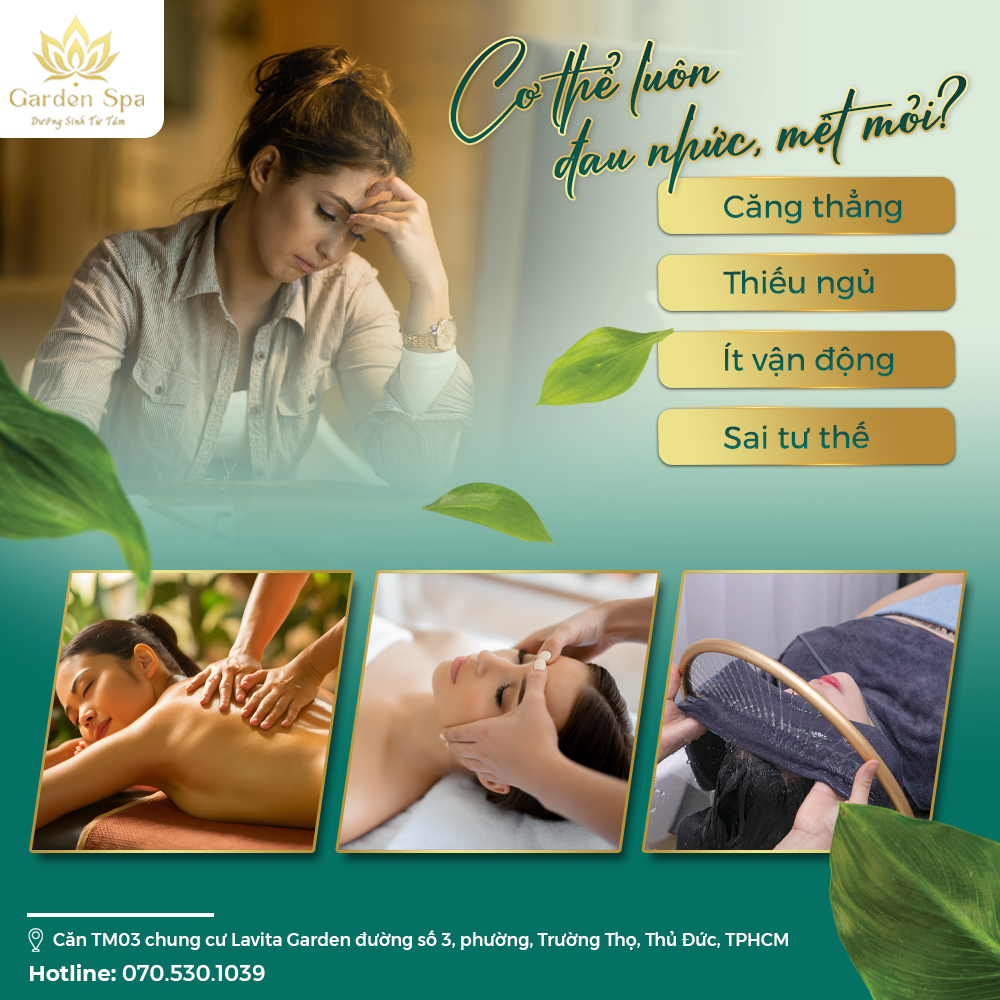 Garden Spa
Dưỡng Sinh Từ Tâm
Cơ thể luôn
đau nhức, mệt mỏi?
Căng thẳng
Thiếu ngủ
Ít vận động
Sai tư thế
Căn TM03 chung cư Lavita Garden đường số 3, phường, Trường Thọ, Thủ Đức, TPHCM
Hotline: 070.530.1039